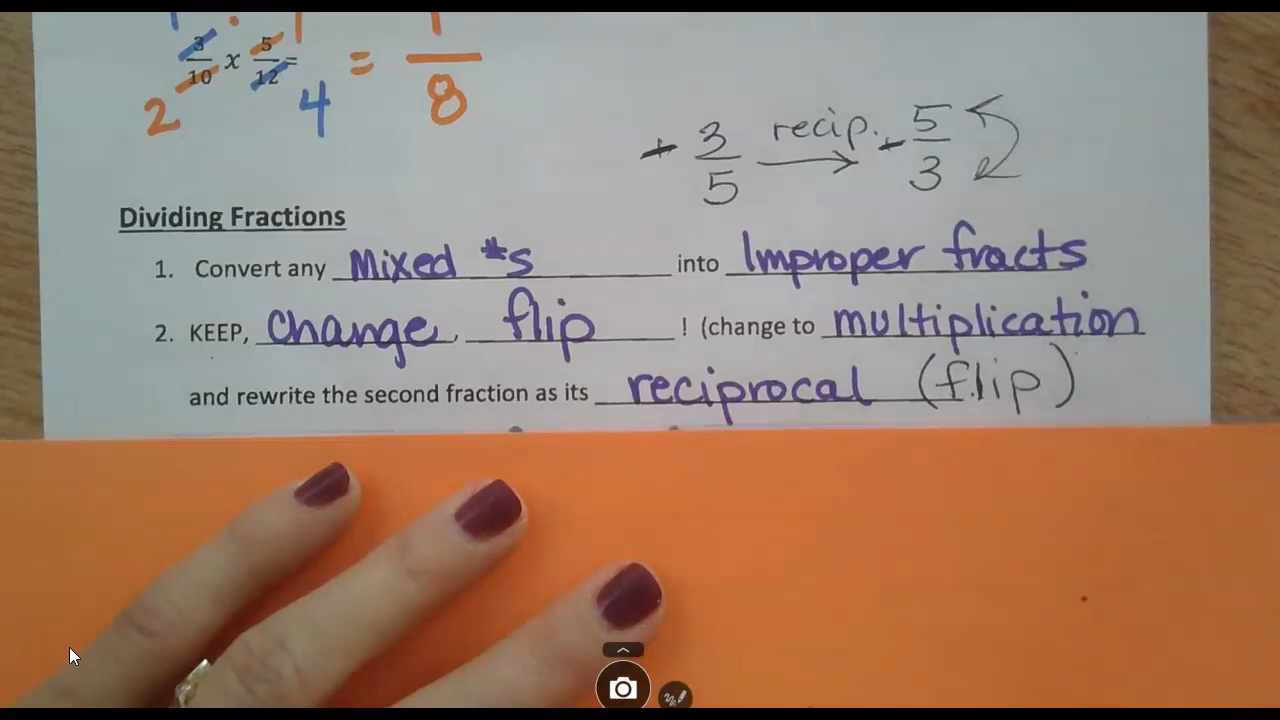 1 1 1
3/10 x 5/12 = = /8
2 4
- 3/5 recip. → - 5/3
Dividing Fractions
1. Convert any Mixed #s into Improper fracts
2. KEEP, change, flip ! (change to multiplication
and rewrite the second fraction as its reciprocal (flip)